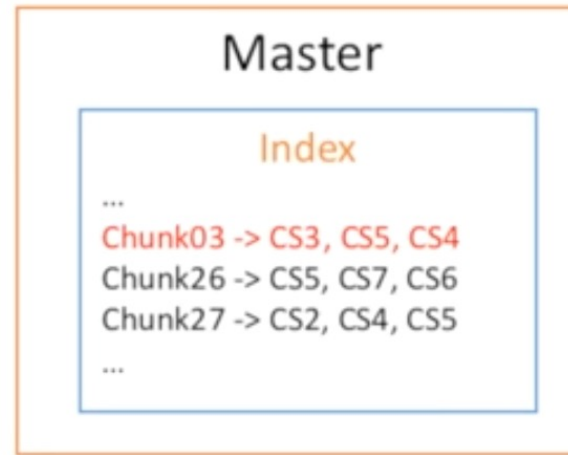 Master
Index
...
Chunk03 -> CS3, CS5, CS4
Chunk26 -> CS5, CS7, CS6
Chunk27 -> CS2, CS4, CS5
...